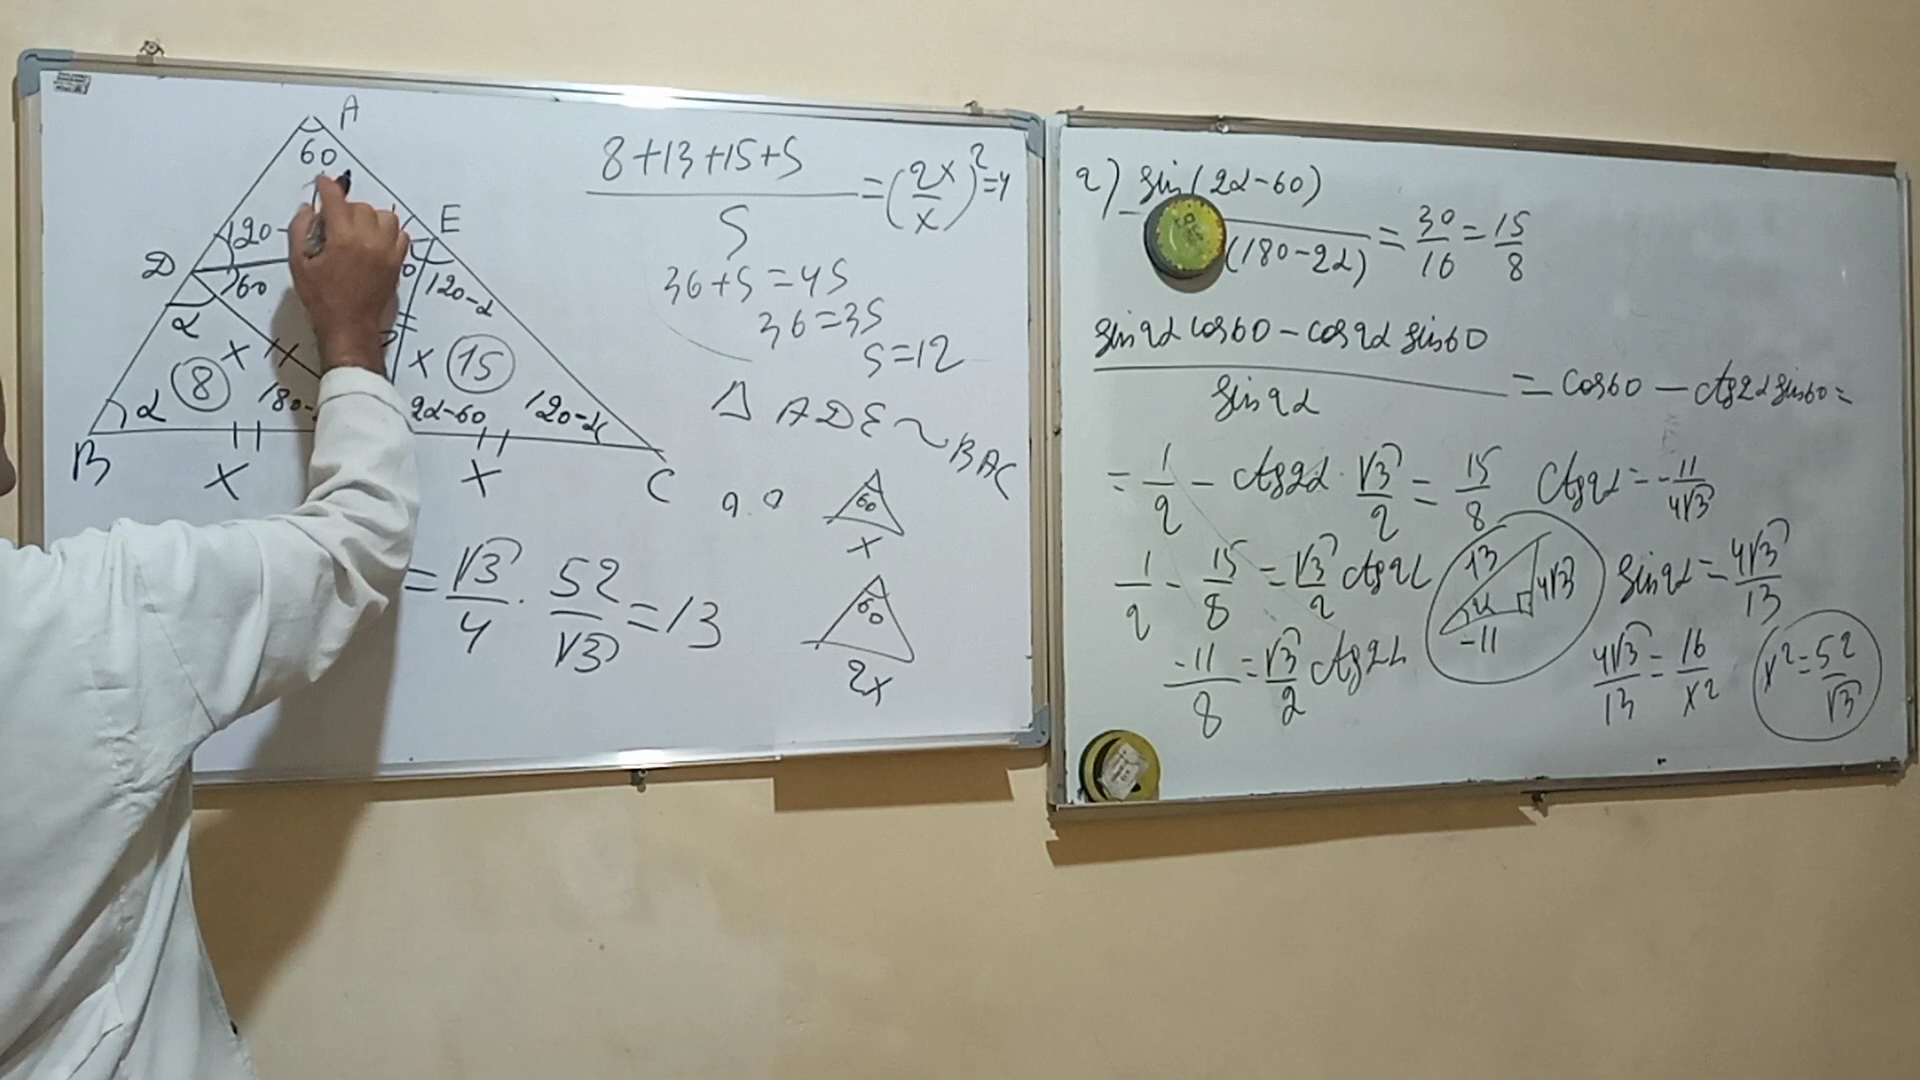 A
60
120-
E
D
60
120-α
α
x
8
x
15
α
180-
2α-60
120-α
B
x
x
C
8+13+15+S
/ S = (2x/x)² = 4
36+S=4S
36=3S
S=12
Δ ADE ~ BAC
60
x
60
2x
= √3/4 · 52/√3 = 13
2) sin(2α-60)
(180-2α) = 30/16 = 15/8
sin2α cos60 - cos2α sin60
/ sin2α = cos60 - ctg2α sin60 =
= 1/2 - ctg2α · √3/2 = 15/8 ctg2α = -11/4√3
1/2 - 15/8 = √3/2 ctg2α
13
4√3
-11
sin2α = 4√3/13
-11/8 = √3/2 ctg2α
4√3/13 = 16/x²
x² = 52/√3